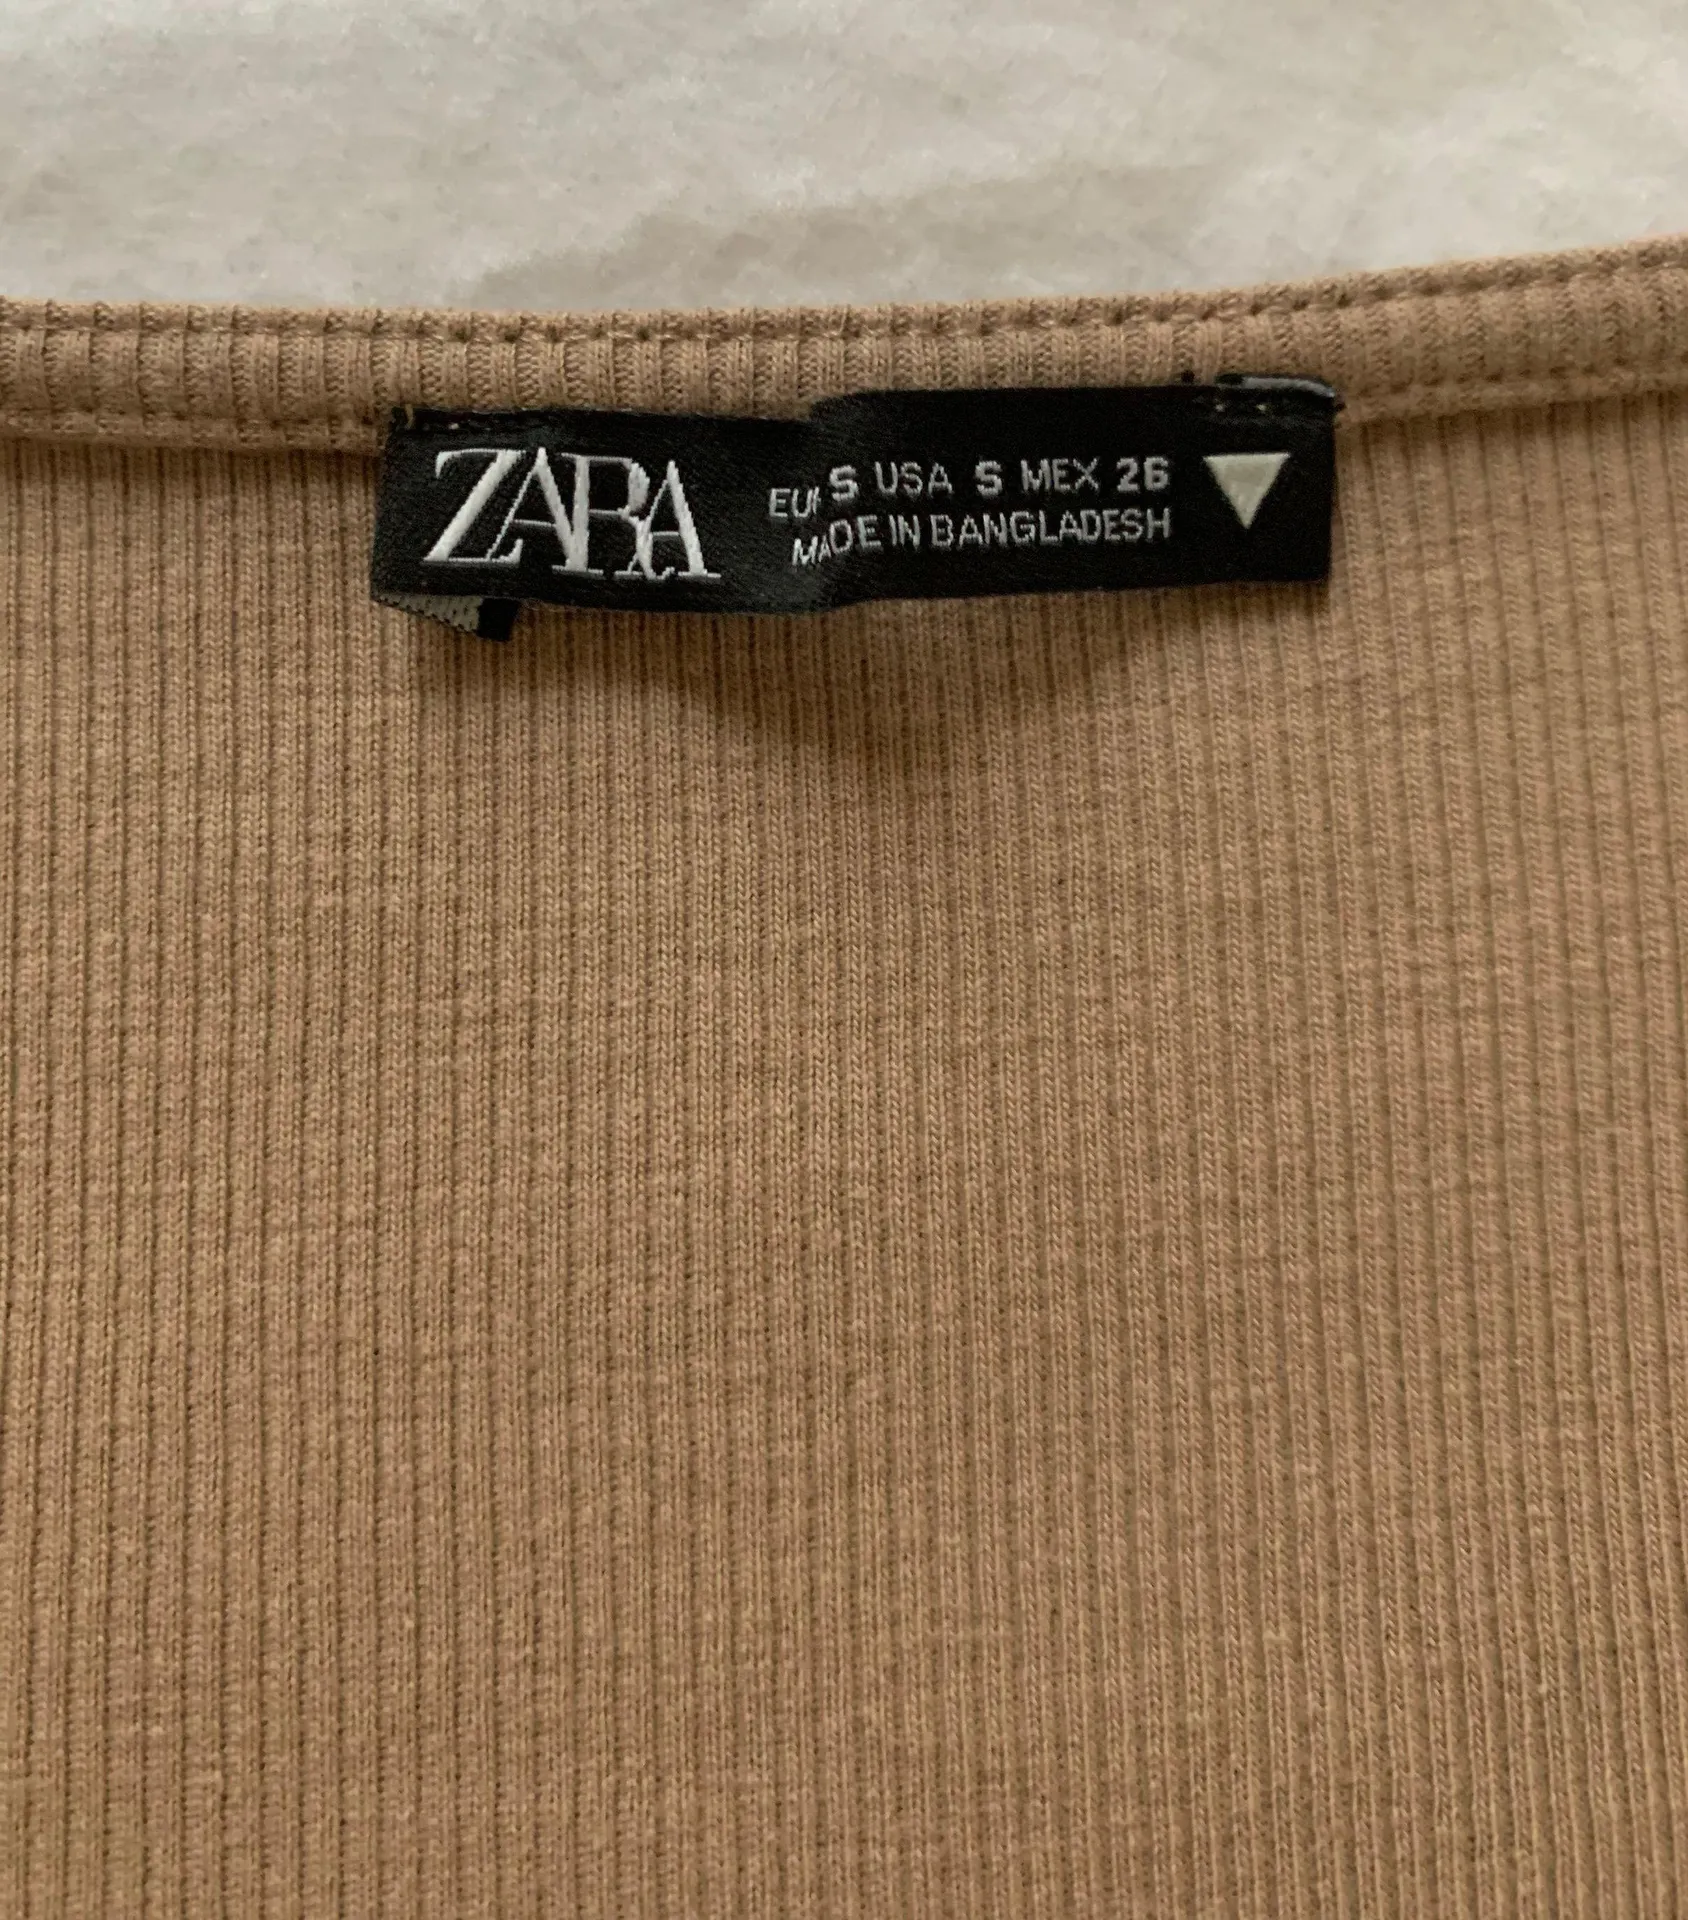 ZARA
EUR S USA S MEX 26
MADE IN BANGLADESH